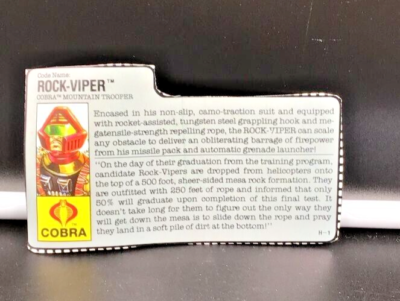 Code Name:
ROCK-VIPER™
COBRA™ MOUNTAIN TROOPER
Encased in his non-slip, camo-traction suit and equipped
with rocket-assisted, tungsten steel grappling hook and me
gatensile-strength repelling rope, the ROCK-VIPER can scale
any obstacle to deliver an obliterating barrage of firepower
from his missile pack and automatic grenade launcher!
"On the day of their graduation from the training program,
candidate Rock-Vipers are dropped from helicopters onto
the top of a 500 foot, sheer-sided mesa rock formation. They
are outfitted with 250 feet of rope and informed that only
50% will graduate upon completion of this final test. It
doesn't take long for them to figure out the only way they
will get down the mesa is to slide down the rope and pray
they land in a soft pile of dirt at the bottom!"
COBRA